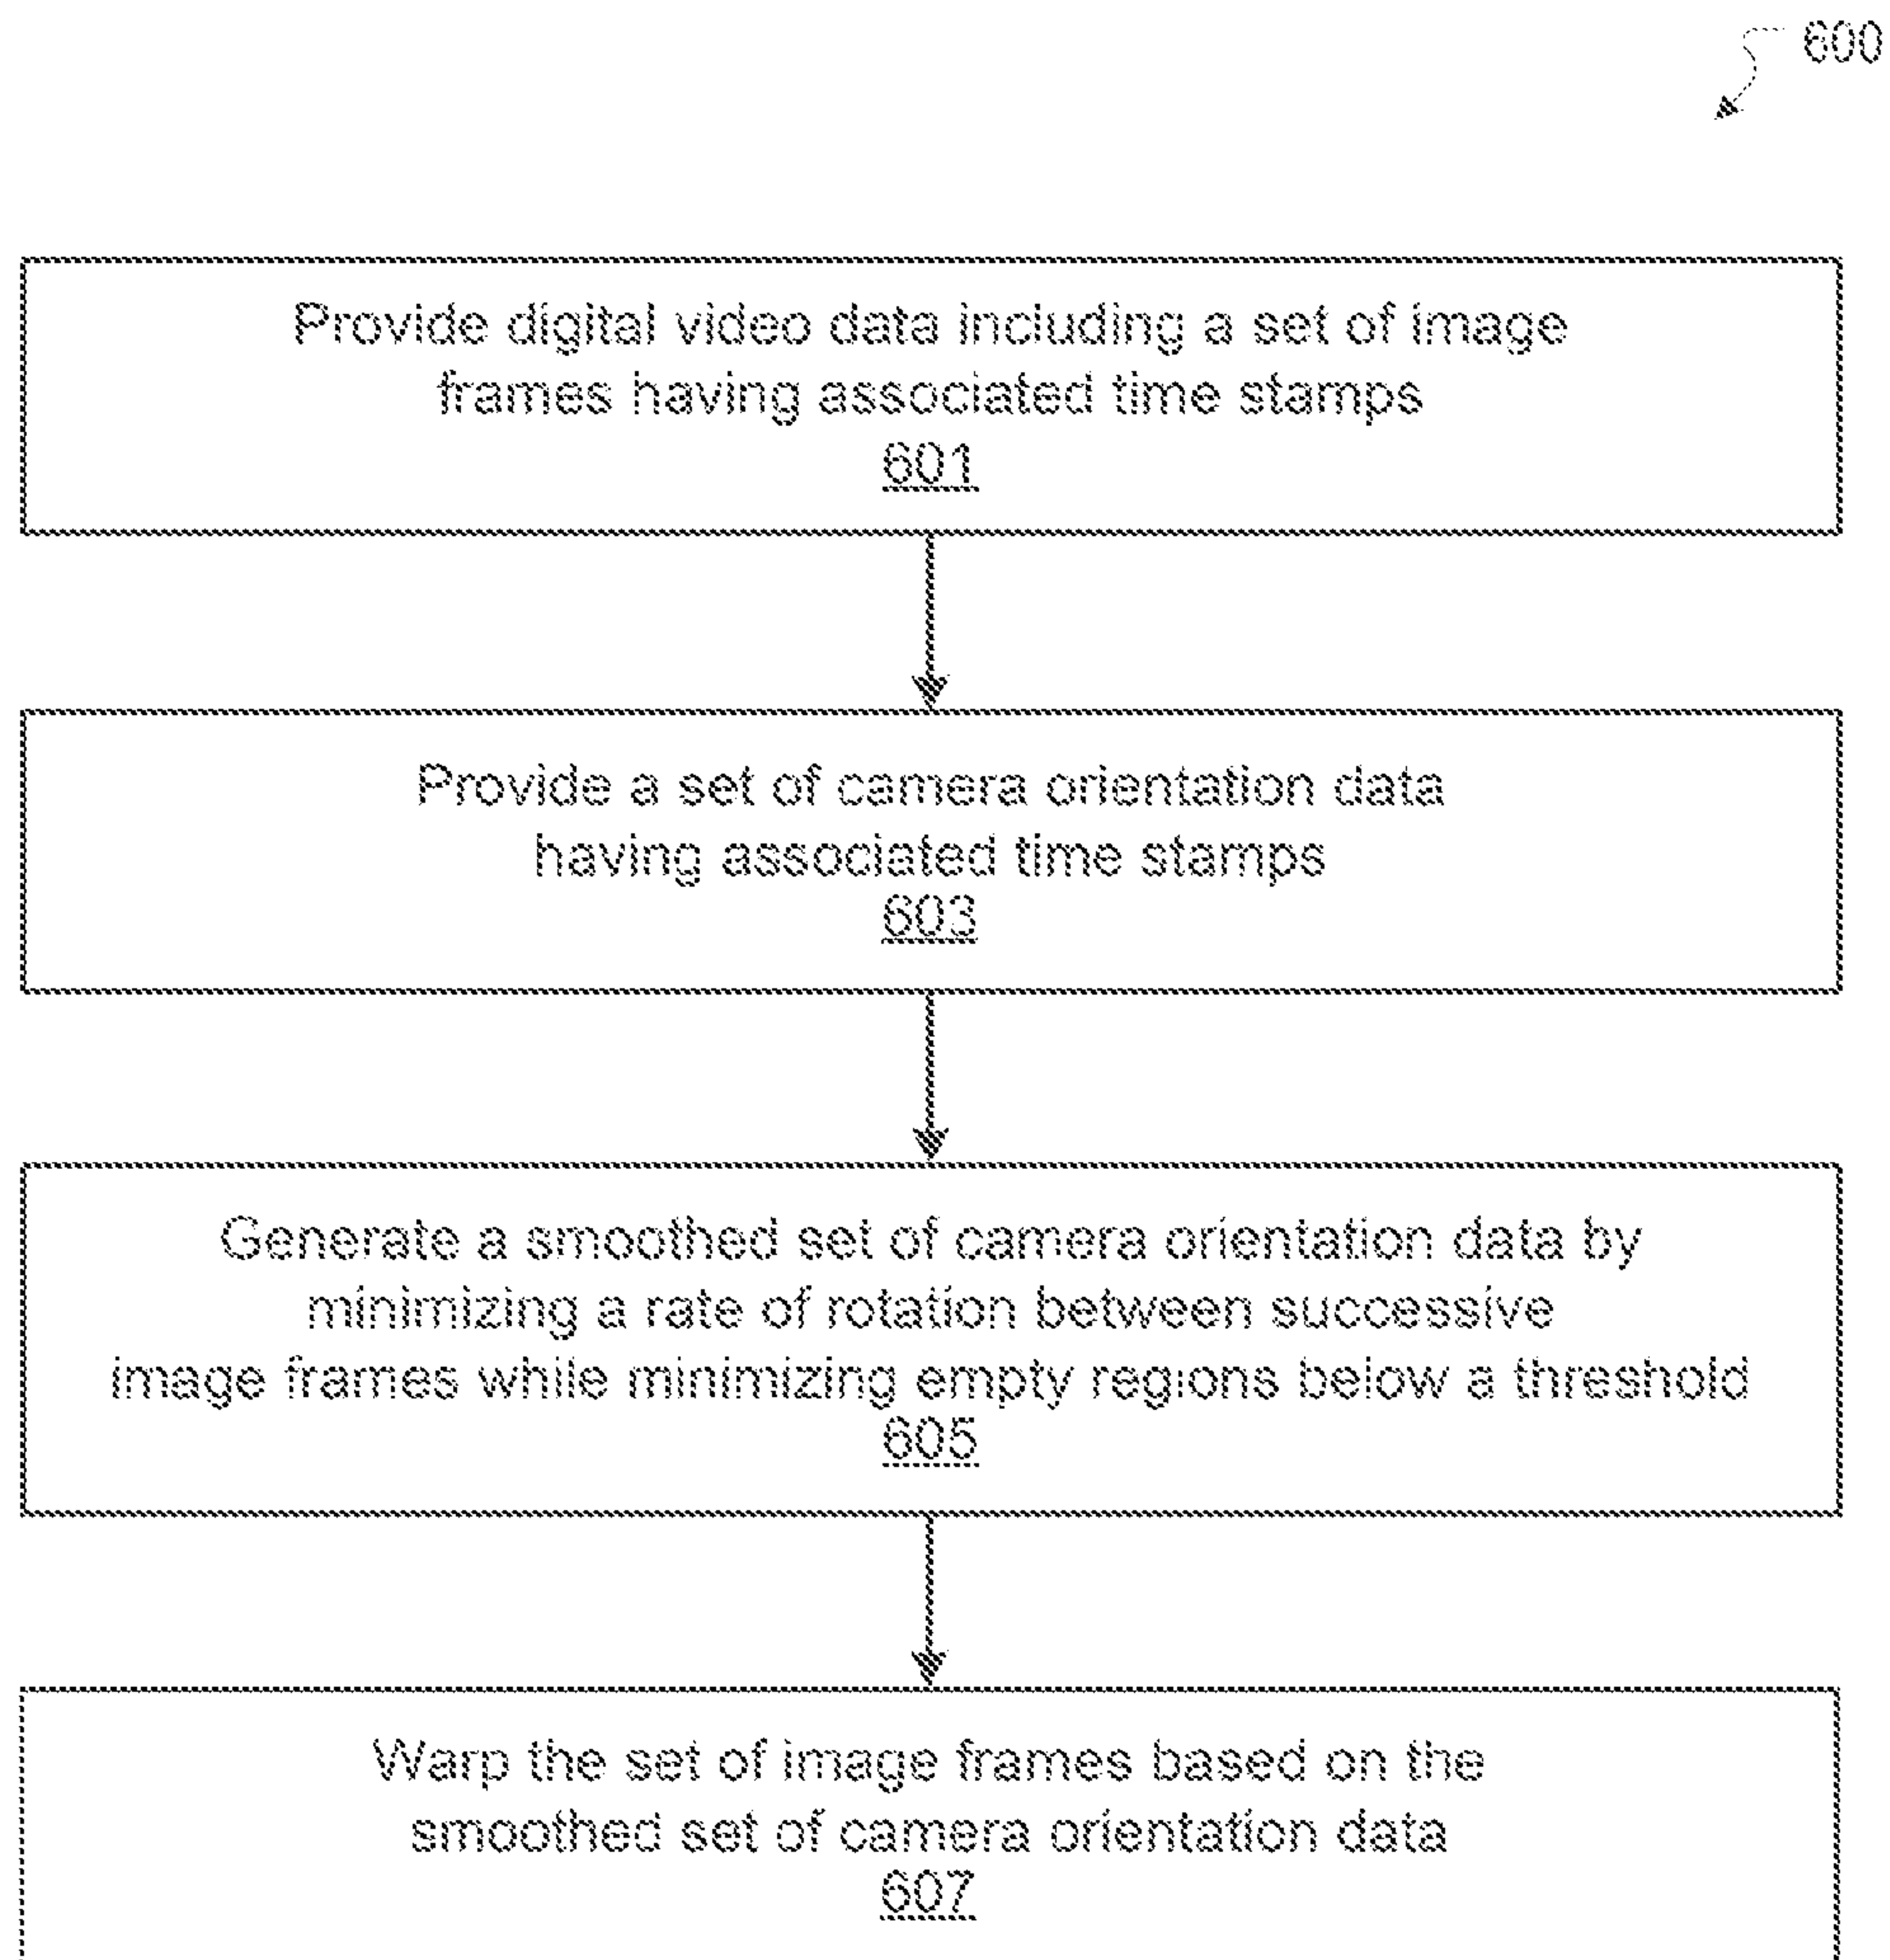 600
Provide digital video data including a set of image
frames having associated time stamps
601
Provide a set of camera orientation data
having associated time stamps
603
Generate a smoothed set of camera orientation data by
minimizing a rate of rotation between successive
image frames while minimizing empty regions below a threshold
605
Warp the set of image frames based on the
smoothed set of camera orientation data
607